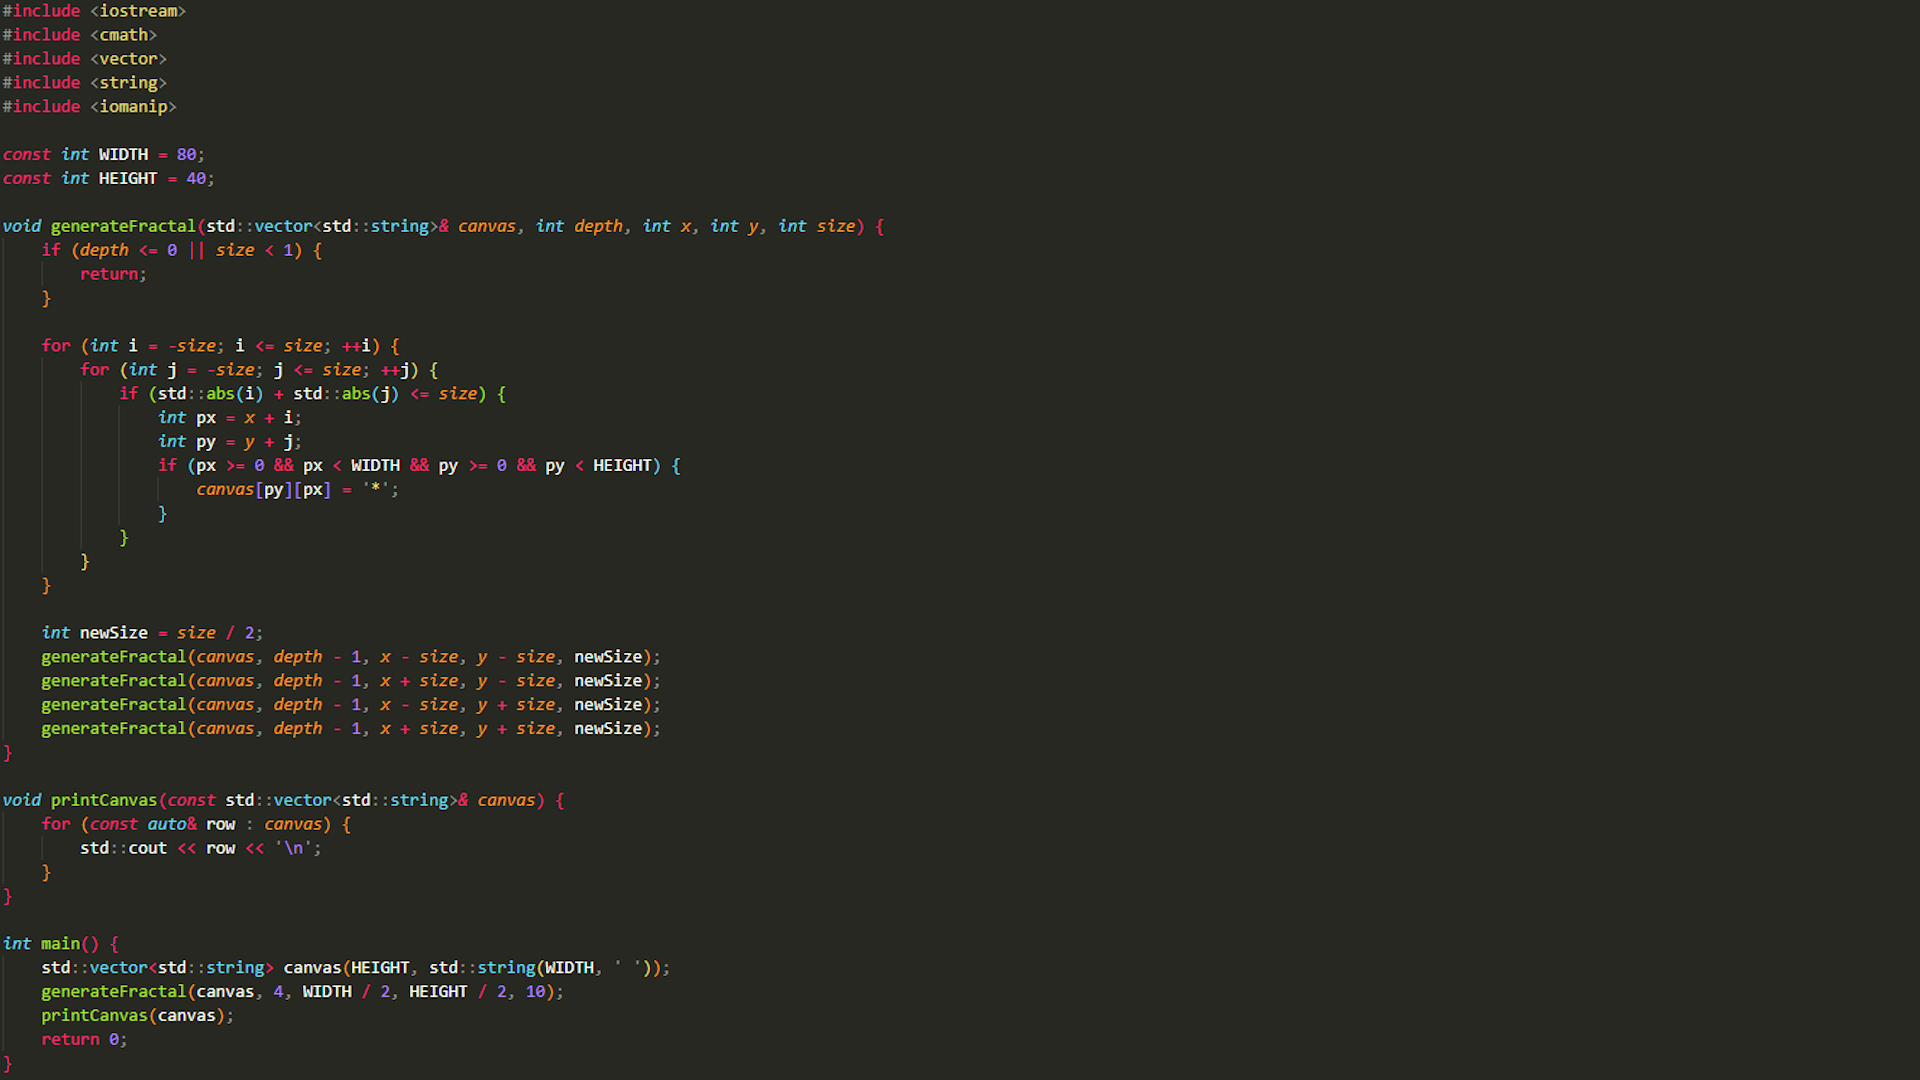 #include <iostream>
#include <cmath>
#include <vector>
#include <string>
#include <iomanip>

const int WIDTH = 80;
const int HEIGHT = 40;

void generateFractal(std::vector<std::string>& canvas, int depth, int x, int y, int size) {
    if (depth <= 0 || size < 1) {
        return;
    }

    for (int i = -size; i <= size; ++i) {
        for (int j = -size; j <= size; ++j) {
            if (std::abs(i) + std::abs(j) <= size) {
                int px = x + i;
                int py = y + j;
                if (px >= 0 && px < WIDTH && py >= 0 && py < HEIGHT) {
                    canvas[py][px] = '*';
                }
            }
        }
    }

    int newSize = size / 2;
    generateFractal(canvas, depth - 1, x - size, y - size, newSize);
    generateFractal(canvas, depth - 1, x + size, y - size, newSize);
    generateFractal(canvas, depth - 1, x - size, y + size, newSize);
    generateFractal(canvas, depth - 1, x + size, y + size, newSize);
}

void printCanvas(const std::vector<std::string>& canvas) {
    for (const auto& row : canvas) {
        std::cout << row << '\n';
    }
}

int main() {
    std::vector<std::string> canvas(HEIGHT, std::string(WIDTH, ' '));
    generateFractal(canvas, 4, WIDTH / 2, HEIGHT / 2, 10);
    printCanvas(canvas);
    return 0;
}